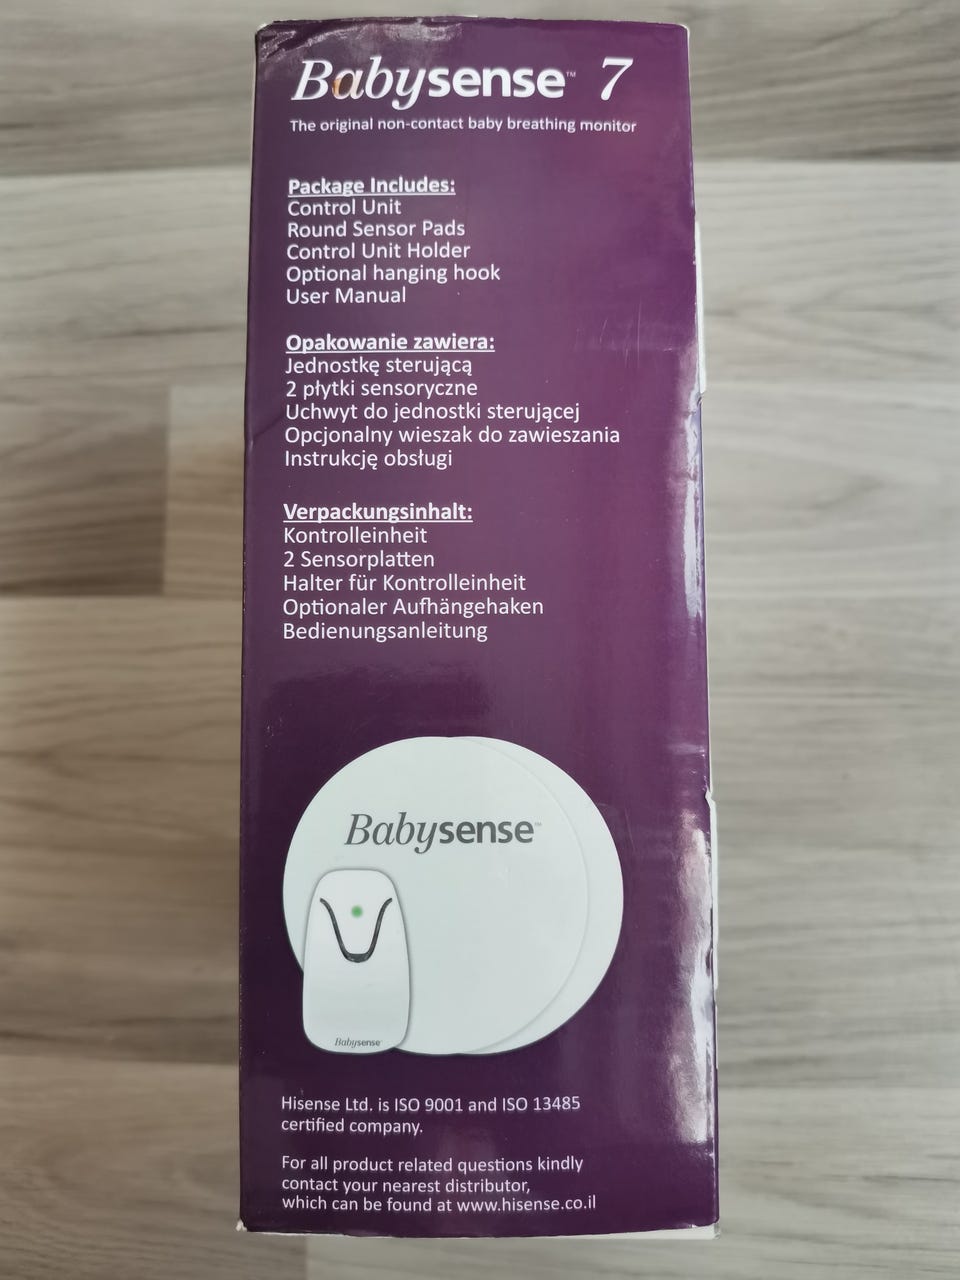 Babysense™ 7
The original non-contact baby breathing monitor
Package Includes:
Control Unit
Round Sensor Pads
Control Unit Holder
Optional hanging hook
User Manual
Opakowanie zawiera:
Jednostkę sterującą
2 płytki sensoryczne
Uchwyt do jednostki sterującej
Opcjonalny wieszak do zawieszania
Instrukcję obsługi
Verpackungsinhalt:
Kontrolleinheit
2 Sensorplatten
Halter für Kontrolleinheit
Optionaler Aufhängehaken
Bedienungsanleitung
Babysense™
Babysense
Hisense Ltd. is ISO 9001 and ISO 13485
certified company.
For all product related questions kindly
contact your nearest distributor,
which can be found at www.hisense.co.il